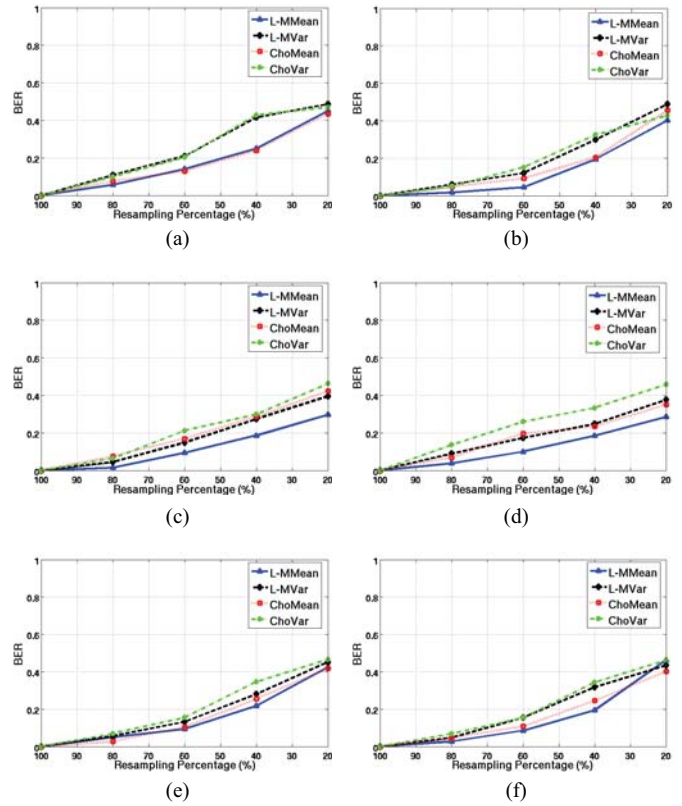 1
0.8
0.6
0.4
0.2
0
BER
L-MMean
L-MVar
ChoMean
ChoVar
100 90 80 70 60 50 40 30 20
Resampling Percentage (%)
(a)
1
0.8
0.6
0.4
0.2
0
BER
L-MMean
L-MVar
ChoMean
ChoVar
100 90 80 70 60 50 40 30 20
Resampling Percentage (%)
(b)
1
0.8
0.6
0.4
0.2
0
BER
L-MMean
L-MVar
ChoMean
ChoVar
100 90 80 70 60 50 40 30 20
Resampling Percentage (%)
(c)
1
0.8
0.6
0.4
0.2
0
BER
L-MMean
L-MVar
ChoMean
ChoVar
100 90 80 70 60 50 40 30 20
Resampling Percentage (%)
(d)
1
0.8
0.6
0.4
0.2
0
BER
L-MMean
L-MVar
ChoMean
ChoVar
100 90 80 70 60 50 40 30 20
Resampling Percentage (%)
(e)
1
0.8
0.6
0.4
0.2
0
BER
L-MMean
L-MVar
ChoMean
ChoVar
100 90 80 70 60 50 40 30 20
Resampling Percentage (%)
(f)